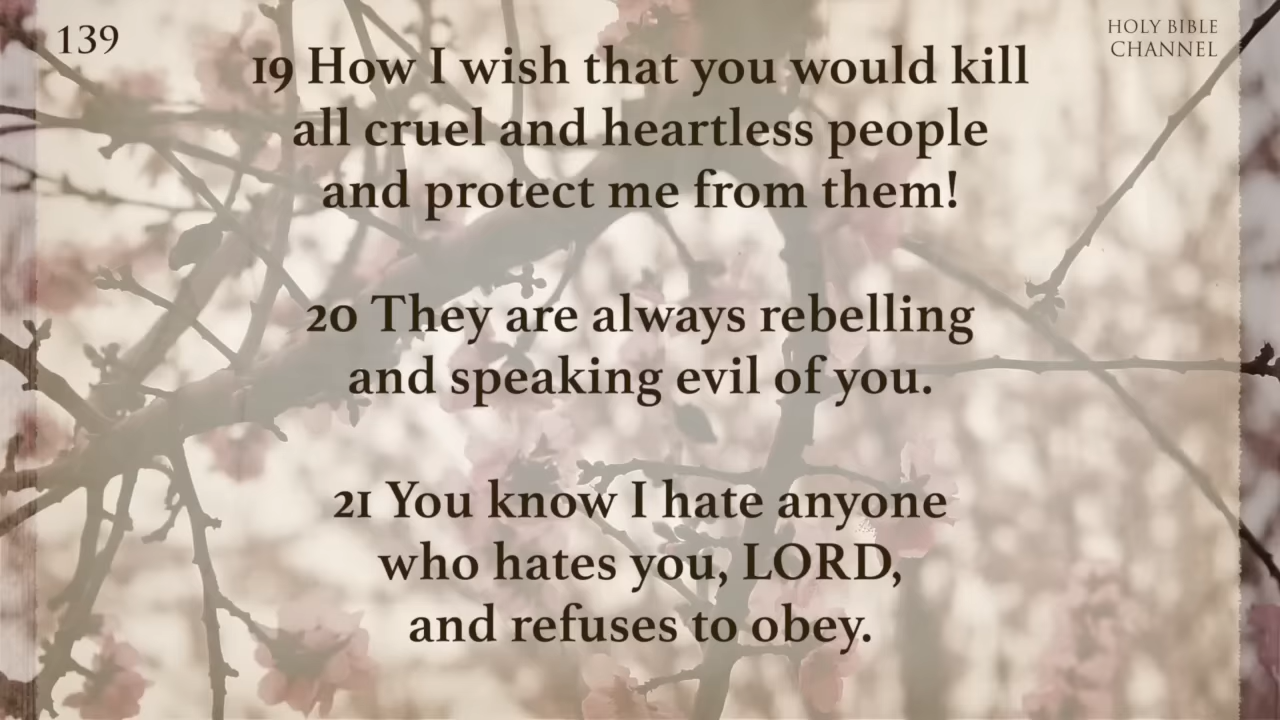 139
HOLY BIBLE
CHANNEL
19 How I wish that you would kill
all cruel and heartless people
and protect me from them!
20 They are always rebelling
and speaking evil of you.
21 You know I hate anyone
who hates you, LORD,
and refuses to obey.